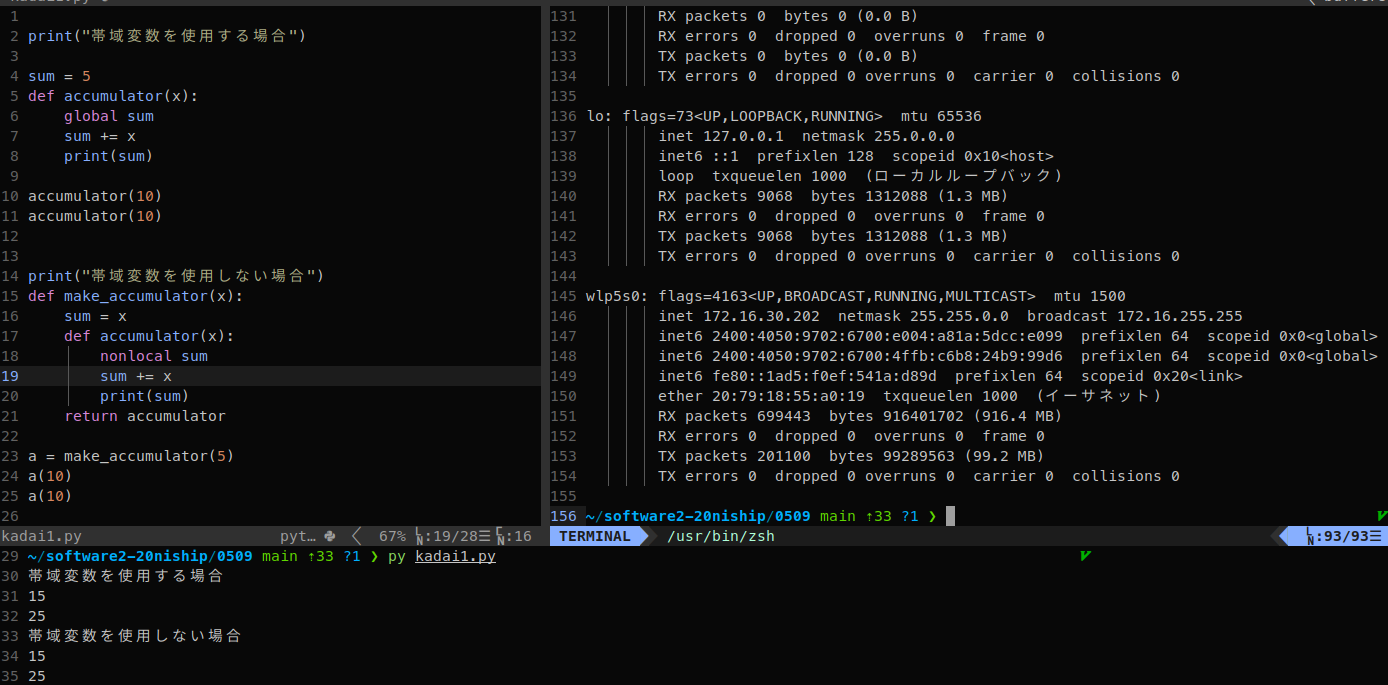 1
2 print("帯域変数を使用する場合")
3
4 sum = 5
5 def accumulator(x):
6     global sum
7     sum += x
8     print(sum)
9
10 accumulator(10)
11 accumulator(10)
12
13
14 print("帯域変数を使用しない場合")
15 def make_accumulator(x):
16     sum = x
17     def accumulator(x):
18         nonlocal sum
19         sum += x
20         print(sum)
21     return accumulator
22
23 a = make_accumulator(5)
24 a(10)
25 a(10)
26
kadai1.py pyt… 67% LN:19/28☰ CN:16
131 RX packets 0  bytes 0 (0.0 B)
132 RX errors 0  dropped 0  overruns 0  frame 0
133 TX packets 0  bytes 0 (0.0 B)
134 TX errors 0  dropped 0 overruns 0  carrier 0  collisions 0
135
136 lo: flags=73<UP,LOOPBACK,RUNNING>  mtu 65536
137 inet 127.0.0.1  netmask 255.0.0.0
138 inet6 ::1  prefixlen 128  scopeid 0x10<host>
139 loop  txqueuelen 1000  (ローカルループバック)
140 RX packets 9068  bytes 1312088 (1.3 MB)
141 RX errors 0  dropped 0  overruns 0  frame 0
142 TX packets 9068  bytes 1312088 (1.3 MB)
143 TX errors 0  dropped 0 overruns 0  carrier 0  collisions 0
144
145 wlp5s0: flags=4163<UP,BROADCAST,RUNNING,MULTICAST>  mtu 1500
146 inet 172.16.30.202  netmask 255.255.0.0  broadcast 172.16.255.255
147 inet6 2400:4050:9702:6700:e004:a81a:5dcc:e099  prefixlen 64  scopeid 0x0<global>
148 inet6 2400:4050:9702:6700:4ffb:c6b8:24b9:99d6  prefixlen 64  scopeid 0x0<global>
149 inet6 fe80::1ad5:f0ef:541a:d89d  prefixlen 64  scopeid 0x20<link>
150 ether 20:79:18:55:a0:19  txqueuelen 1000  (イーサネット)
151 RX packets 699443  bytes 916401702 (916.4 MB)
152 RX errors 0  dropped 0  overruns 0  frame 0
153 TX packets 201100  bytes 99289563 (99.2 MB)
154 TX errors 0  dropped 0 overruns 0  carrier 0  collisions 0
155
156 ~/software2-20niship/0509 main ⇡33 ?1 ❯
TERMINAL /usr/bin/zsh LN:93/93☰
29 ~/software2-20niship/0509 main ⇡33 ?1 ❯ py kadai1.py
30 帯域変数を使用する場合
31 15
32 25
33 帯域変数を使用しない場合
34 15
35 25